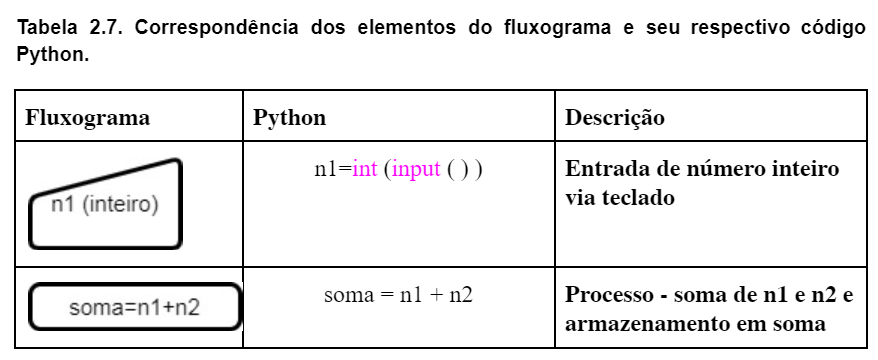 Tabela 2.7. Correspondência dos elementos do fluxograma e seu respectivo código
Python.
Fluxograma Python Descrição
n1 (inteiro)
n1=int (input ( ) )
Entrada de número inteiro
via teclado
soma=n1+n2
soma = n1 + n2
Processo - soma de n1 e n2 e
armazenamento em soma